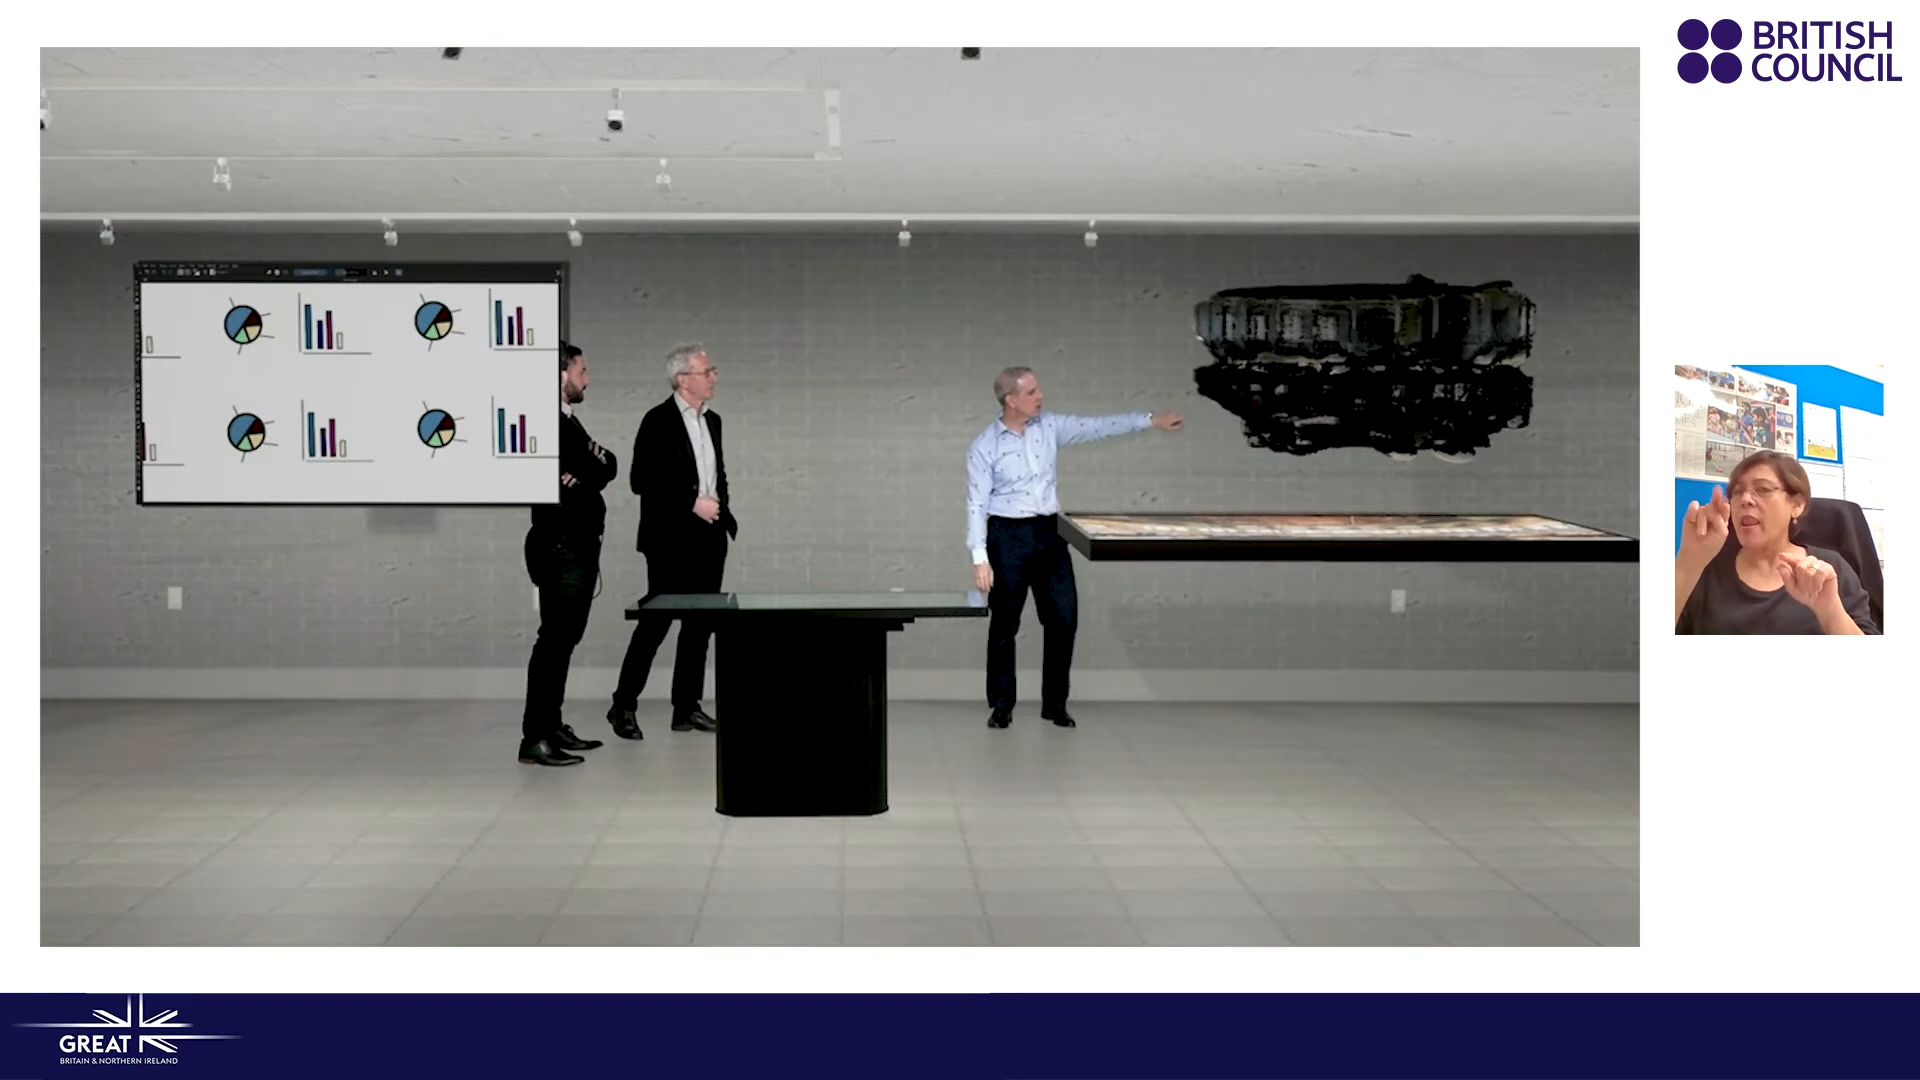 BRITISH
COUNCIL
GREAT
BRITAIN & NORTHERN IRELAND